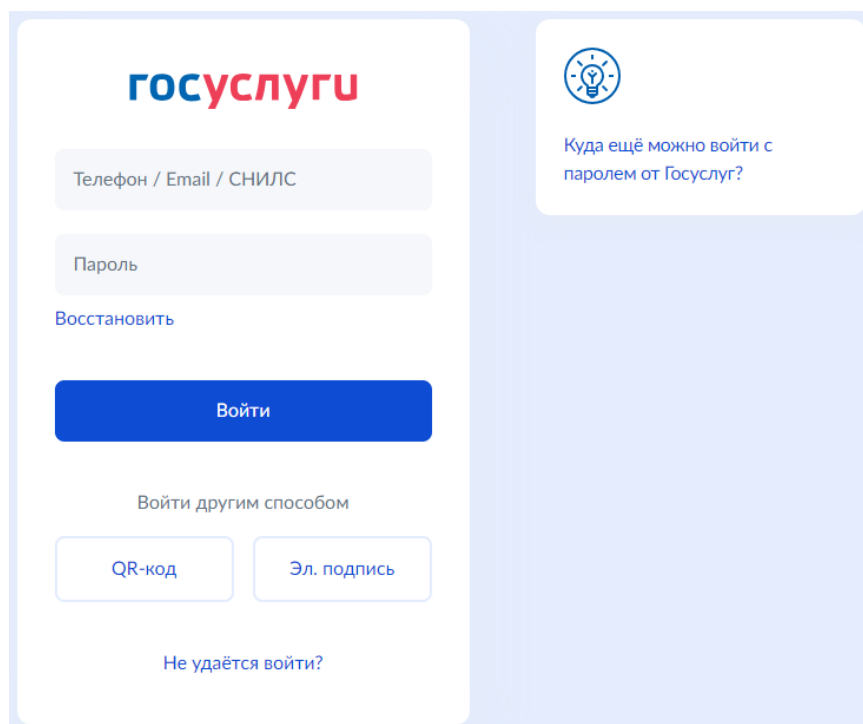 госуслуги
Телефон / Email / СНИЛС
Пароль
Восстановить
Войти
Войти другим способом
QR-код
Эл. подпись
Не удаётся войти?
Куда ещё можно войти с
паролем от Госуслуг?